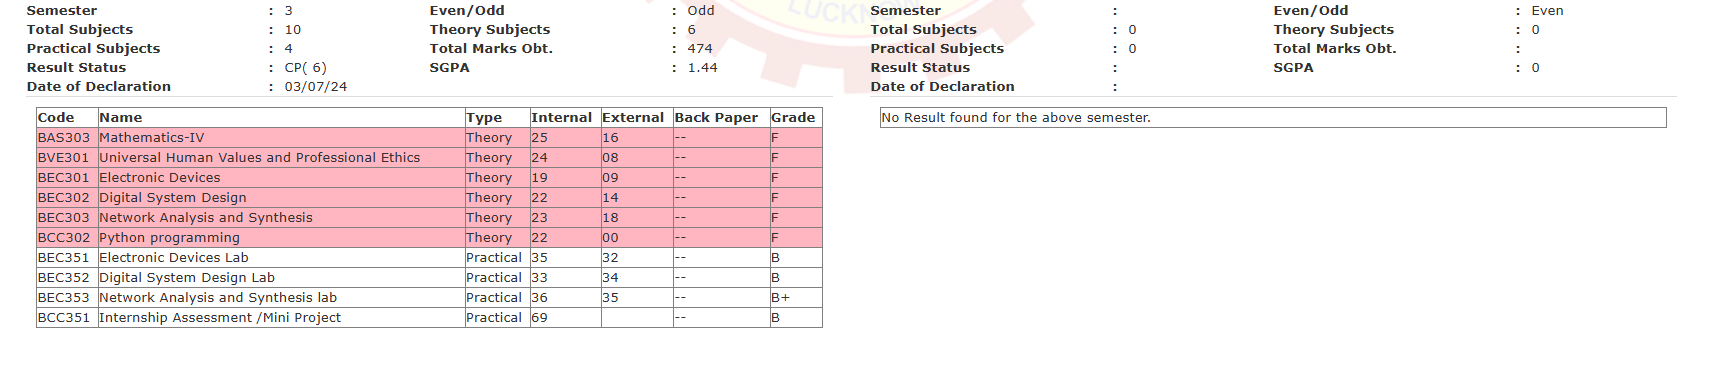 Semester : 3 Even/Odd : Odd
Total Subjects : 10 Theory Subjects : 6
Practical Subjects : 4 Total Marks Obt. : 474
Result Status : CP( 6) SGPA : 1.44
Date of Declaration : 03/07/24
Code Name Type Internal External Back Paper Grade
BAS303 Mathematics-IV Theory 25 16 -- F
BVE301 Universal Human Values and Professional Ethics Theory 24 08 -- F
BEC301 Electronic Devices Theory 19 09 -- F
BEC302 Digital System Design Theory 22 14 -- F
BEC303 Network Analysis and Synthesis Theory 23 18 -- F
BCC302 Python programming Theory 22 00 -- F
BEC351 Electronic Devices Lab Practical 35 32 -- B
BEC352 Digital System Design Lab Practical 33 34 -- B
BEC353 Network Analysis and Synthesis lab Practical 36 35 -- B+
BCC351 Internship Assessment /Mini Project Practical 69 -- B
Semester : Even/Odd : Even
Total Subjects : 0 Theory Subjects : 0
Practical Subjects : 0 Total Marks Obt. :
Result Status : SGPA : 0
Date of Declaration :
No Result found for the above semester.